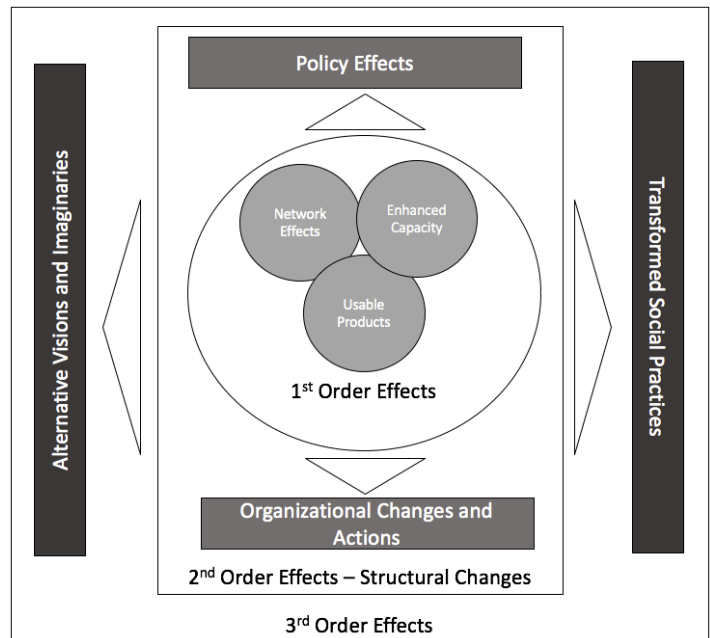 Policy Effects
Alternative Visions and Imaginaries
Transformed Social Practices
Network
Effects
Enhanced
Capacity
Usable
Products
1st Order Effects
Organizational Changes and
Actions
2nd Order Effects – Structural Changes
3rd Order Effects